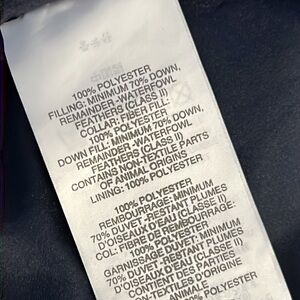 100% POLYESTER
FILLING: MINIMUM 70% DOWN,
REMAINDER -WATERFOWL
FEATHERS (CLASS II)
COLLAR: FIBER FILL:
100% POLYESTER
DOWN FILL: MINIMUM 70% DOWN,
REMAINDER -WATERFOWL
FEATHERS (CLASS II)
CONTAINS NON-TEXTILE PARTS
OF ANIMAL ORIGINS
LINING: 100% POLYESTER
100% POLYESTER
REMBOURRAGE: MINIMUM
70% DUVET -RESTINT PLUMES
D'OISEAUX D'EAU (CLASSE II)
COL: FIBRE DE REMBOURRAGE:
100% POLYESTER
GARNISSAGE DUVET: MINIMUM
70% DUVET -RESTINT PLUMES
D'OISEAUX D'EAU (CLASSE II)
CONTIENT DES PARTIES
NON-TEXTILES D'ORIGINE
ANIMALE